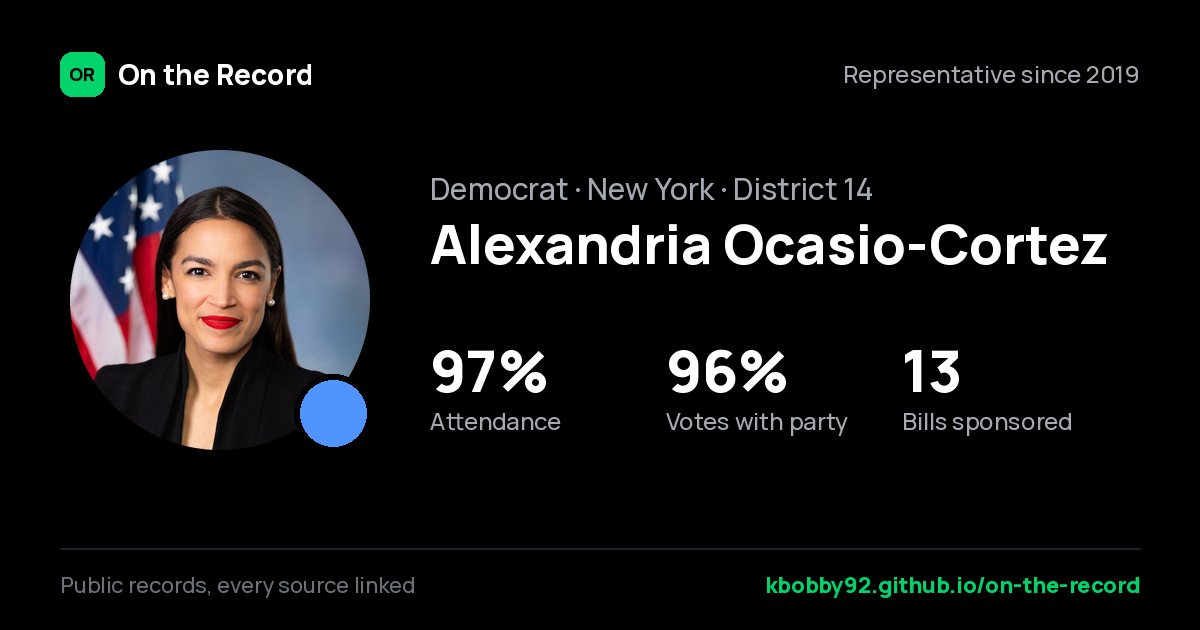 OR On the Record
Representative since 2019
Democrat · New York · District 14
Alexandria Ocasio-Cortez
97% 96% 13
Attendance Votes with party Bills sponsored
Public records, every source linked
kbobby92.github.io/on-the-record